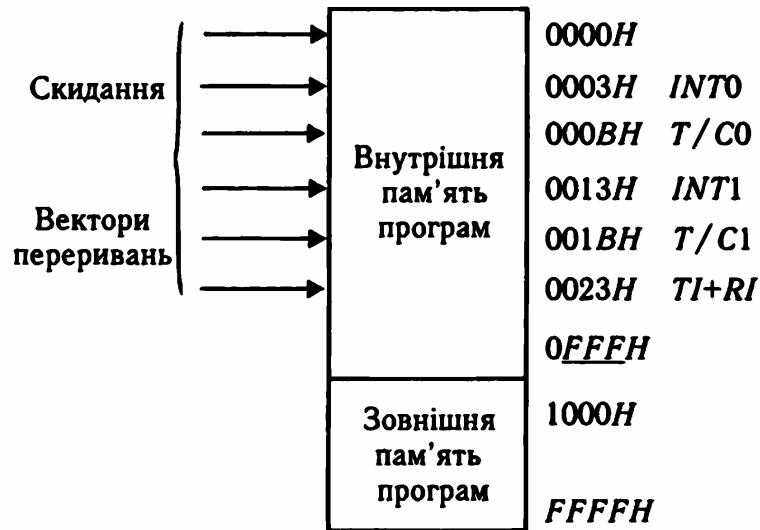 Скидання
Вектори
переривань
Внутрішня
пам'ять
програм
Зовнішня
пам'ять
програм
0000H
0003H INT0
000BH T/C0
0013H INT1
001BH T/C1
0023H TI+RI
0FFFH
1000H
FFFFH